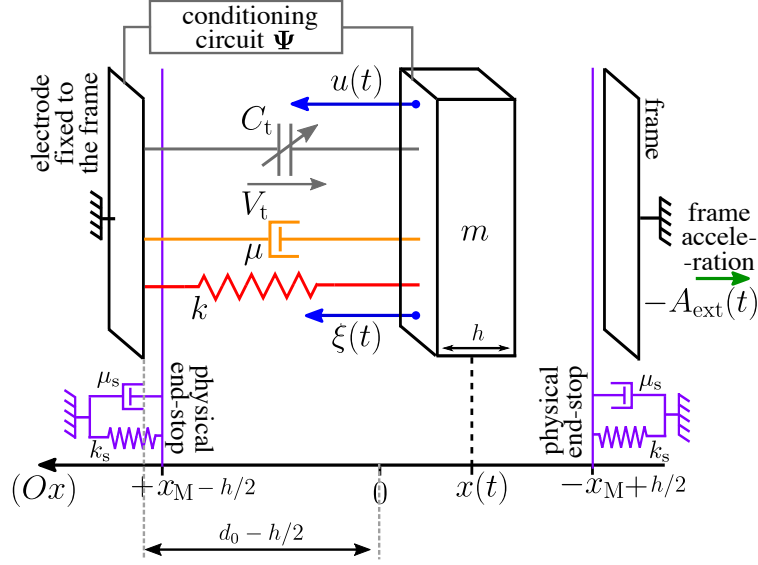 conditioning
circuit Ψ
electrode
fixed to
the frame
u(t)
C_t
V_t
μ
k
ξ(t)
m
h
frame
frame
accele-
-ration
−A_ext(t)
physical
end-stop
μ_s
k_s
physical
end-stop
μ_s
k_s
(Ox)
+x_M − h/2
0
x(t)
−x_M + h/2
d_0 − h/2